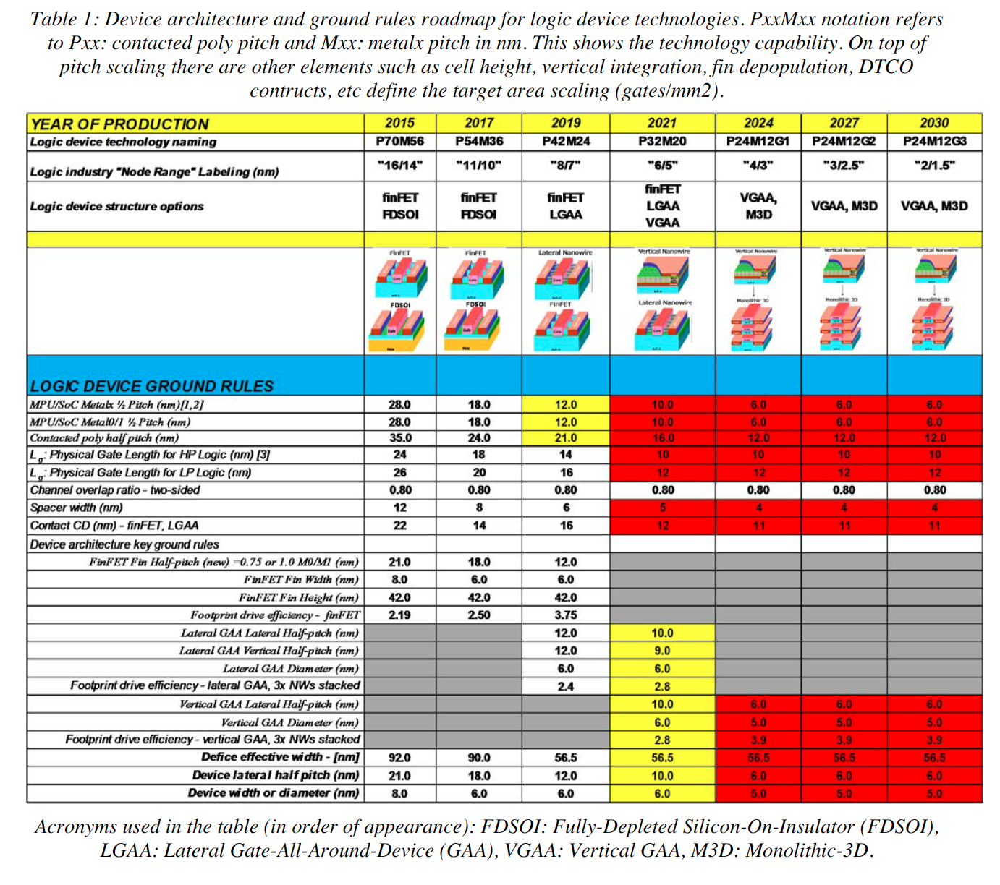 Table 1: Device architecture and ground rules roadmap for logic device technologies. PxxMxx notation refers
to Pxx: contacted poly pitch and Mxx: metalx pitch in nm. This shows the technology capability. On top of
pitch scaling there are other elements such as cell height, vertical integration, fin depopulation, DTCO
contructs, etc define the target area scaling (gates/mm2).
YEAR OF PRODUCTION 2015 2017 2019 2021 2024 2027 2030
Logic device technology naming P70M56 P54M36 P42M24 P32M20 P24M12G1 P24M12G2 P24M12G3
Logic industry "Node Range" Labeling (nm) "16/14" "11/10" "8/7" "6/5" "4/3" "3/2.5" "2/1.5"
Logic device structure options finFET FDSOI finFET FDSOI finFET LGAA finFET LGAA VGAA VGAA, M3D VGAA, M3D VGAA, M3D
FinFET FinFET Lateral Nanowire Vertical Nanowire Vertical Nanowire Vertical Nanowire Vertical Nanowire
FDSOI FDSOI FinFET Lateral Nanowire Monolithic 3D Monolithic 3D Monolithic 3D
LOGIC DEVICE GROUND RULES
MPU/SoC Metalx ½ Pitch (nm)[1,2] 28.0 18.0 12.0 10.0 6.0 6.0 6.0
MPU/SoC Metal0/1 ½ Pitch (nm) 28.0 18.0 12.0 10.0 6.0 6.0 6.0
Contacted poly half pitch (nm) 35.0 24.0 21.0 16.0 12.0 12.0 12.0
Lg: Physical Gate Length for HP Logic (nm) [3] 24 18 14 10 10 10 10
Lg: Physical Gate Length for LP Logic (nm) 26 20 16 12 12 12 12
Channel overlap ratio - two-sided 0.80 0.80 0.80 0.80 0.80 0.80 0.80
Spacer width (nm) 12 8 6 5 4 4 4
Contact CD (nm) - finFET, LGAA 22 14 16 12 11 11 11
Device architecture key ground rules
FinFET Fin Half-pitch (new) =0.75 or 1.0 M0/M1 (nm) 21.0 18.0 12.0
FinFET Fin Width (nm) 8.0 6.0 6.0
FinFET Fin Height (nm) 42.0 42.0 42.0
Footprint drive efficiency - finFET 2.19 2.50 3.75
Lateral GAA Lateral Half-pitch (nm) 12.0 10.0
Lateral GAA Vertical Half-pitch (nm) 12.0 9.0
Lateral GAA Diameter (nm) 6.0 6.0
Footprint drive efficiency - lateral GAA, 3x NWs stacked 2.4 2.8
Vertical GAA Lateral Half-pitch (nm) 10.0 6.0 6.0 6.0
Vertical GAA Diameter (nm) 6.0 5.0 5.0 5.0
Footprint drive efficiency - vertical GAA, 3x NWs stacked 2.8 3.9 3.9 3.9
Defice effective width - [nm] 92.0 90.0 56.5 56.5 56.5 56.5 56.5
Device lateral half pitch (nm) 21.0 18.0 12.0 10.0 6.0 6.0 6.0
Device width or diameter (nm) 8.0 6.0 6.0 6.0 5.0 5.0 5.0
Acronyms used in the table (in order of appearance): FDSOI: Fully-Depleted Silicon-On-Insulator (FDSOI),
LGAA: Lateral Gate-All-Around-Device (GAA), VGAA: Vertical GAA, M3D: Monolithic-3D.